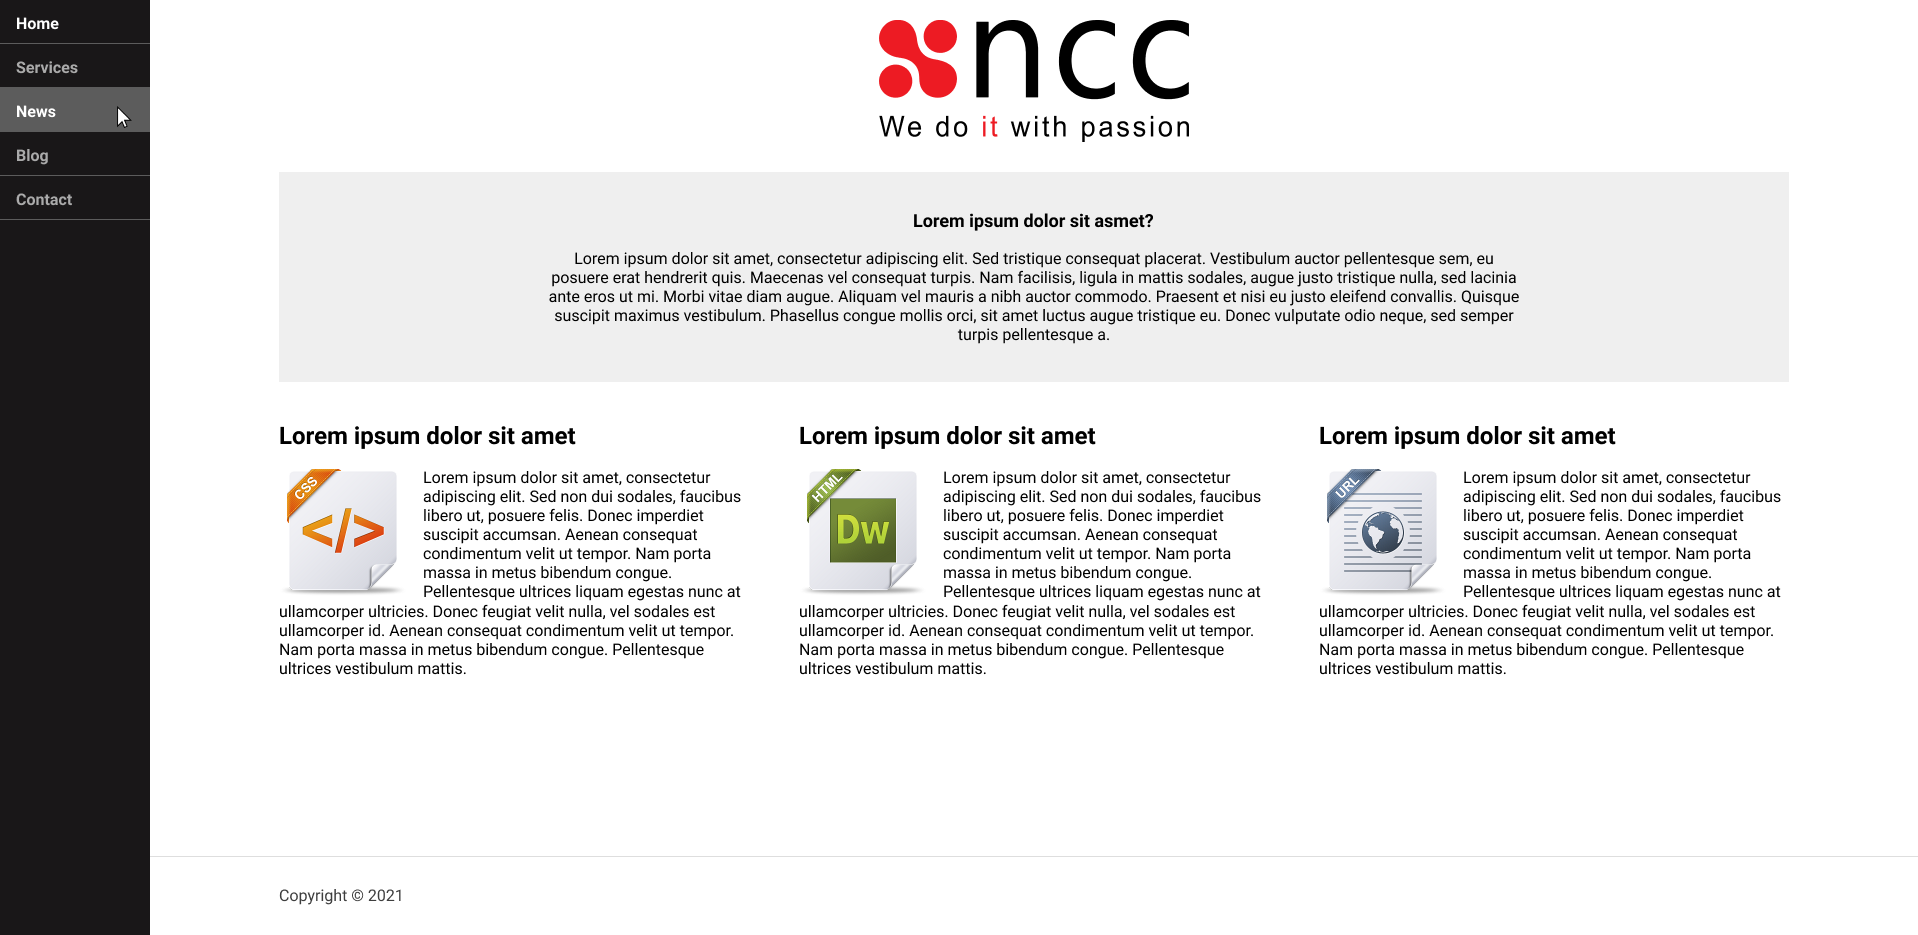 Home
Services
News
Blog
Contact
ncc
We do it with passion
Lorem ipsum dolor sit asmet?
Lorem ipsum dolor sit amet, consectetur adipiscing elit. Sed tristique consequat placerat. Vestibulum auctor pellentesque sem, eu
posuere erat hendrerit quis. Maecenas vel consequat turpis. Nam facilisis, ligula in mattis sodales, augue justo tristique nulla, sed lacinia
ante eros ut mi. Morbi vitae diam augue. Aliquam vel mauris a nibh auctor commodo. Praesent et nisi eu justo eleifend convallis. Quisque
suscipit maximus vestibulum. Phasellus congue mollis orci, sit amet luctus augue tristique eu. Donec vulputate odio neque, sed semper
turpis pellentesque a.
Lorem ipsum dolor sit amet
CSS
</>
Lorem ipsum dolor sit amet, consectetur
adipiscing elit. Sed non dui sodales, faucibus
libero ut, posuere felis. Donec imperdiet
suscipit accumsan. Aenean consequat
condimentum velit ut tempor. Nam porta
massa in metus bibendum congue.
Pellentesque ultrices liquam egestas nunc at
ullamcorper ultricies. Donec feugiat velit nulla, vel sodales est
ullamcorper id. Aenean consequat condimentum velit ut tempor.
Nam porta massa in metus bibendum congue. Pellentesque
ultrices vestibulum mattis.
Lorem ipsum dolor sit amet
HTML
Dw
Lorem ipsum dolor sit amet, consectetur
adipiscing elit. Sed non dui sodales, faucibus
libero ut, posuere felis. Donec imperdiet
suscipit accumsan. Aenean consequat
condimentum velit ut tempor. Nam porta
massa in metus bibendum congue.
Pellentesque ultrices liquam egestas nunc at
ullamcorper ultricies. Donec feugiat velit nulla, vel sodales est
ullamcorper id. Aenean consequat condimentum velit ut tempor.
Nam porta massa in metus bibendum congue. Pellentesque
ultrices vestibulum mattis.
Lorem ipsum dolor sit amet
URL
Lorem ipsum dolor sit amet, consectetur
adipiscing elit. Sed non dui sodales, faucibus
libero ut, posuere felis. Donec imperdiet
suscipit accumsan. Aenean consequat
condimentum velit ut tempor. Nam porta
massa in metus bibendum congue.
Pellentesque ultrices liquam egestas nunc at
ullamcorper ultricies. Donec feugiat velit nulla, vel sodales est
ullamcorper id. Aenean consequat condimentum velit ut tempor.
Nam porta massa in metus bibendum congue. Pellentesque
ultrices vestibulum mattis.
Copyright © 2021